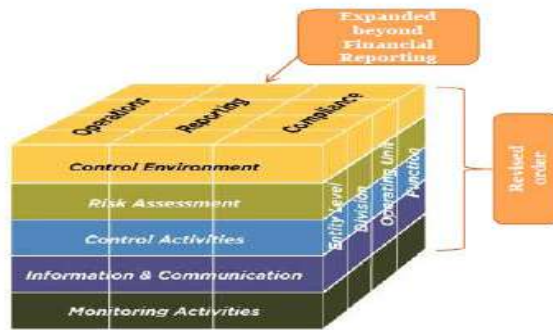 Expanded
beyond
Financial
Reporting
Operations
Reporting
Compliance
Control Environment
Risk Assessment
Control Activities
Information & Communication
Monitoring Activities
Entity Level
Division
Operating Unit
Function
Revised
order